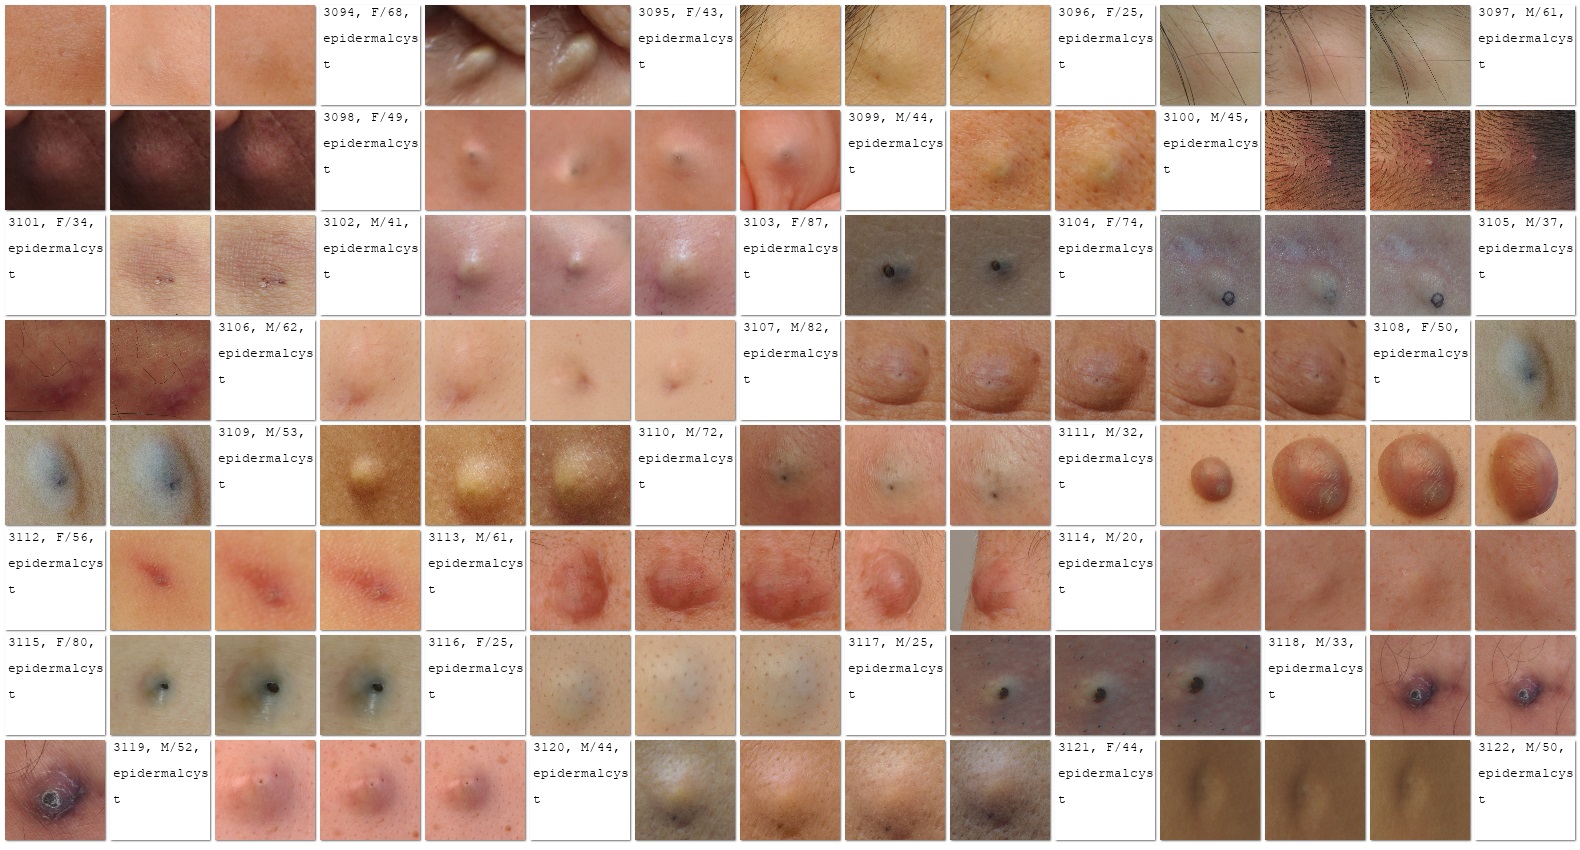 3094, F/68,
epidermalcys
t
3095, F/43,
epidermalcys
t
3096, F/25,
epidermalcys
t
3097, M/61,
epidermalcys
t
3098, F/49,
epidermalcys
t
3099, M/44,
epidermalcys
t
3100, M/45,
epidermalcys
t
3101, F/34,
epidermalcys
t
3102, M/41,
epidermalcys
t
3103, F/87,
epidermalcys
t
3104, F/74,
epidermalcys
t
3105, M/37,
epidermalcys
t
3106, M/62,
epidermalcys
t
3107, M/82,
epidermalcys
t
3108, F/50,
epidermalcys
t
3109, M/53,
epidermalcys
t
3110, M/72,
epidermalcys
t
3111, M/32,
epidermalcys
t
3112, F/56,
epidermalcys
t
3113, M/61,
epidermalcys
t
3114, M/20,
epidermalcys
t
3115, F/80,
epidermalcys
t
3116, F/25,
epidermalcys
t
3117, M/25,
epidermalcys
t
3118, M/33,
epidermalcys
t
3119, M/52,
epidermalcys
t
3120, M/44,
epidermalcys
t
3121, F/44,
epidermalcys
t
3122, M/50,
epidermalcys
t